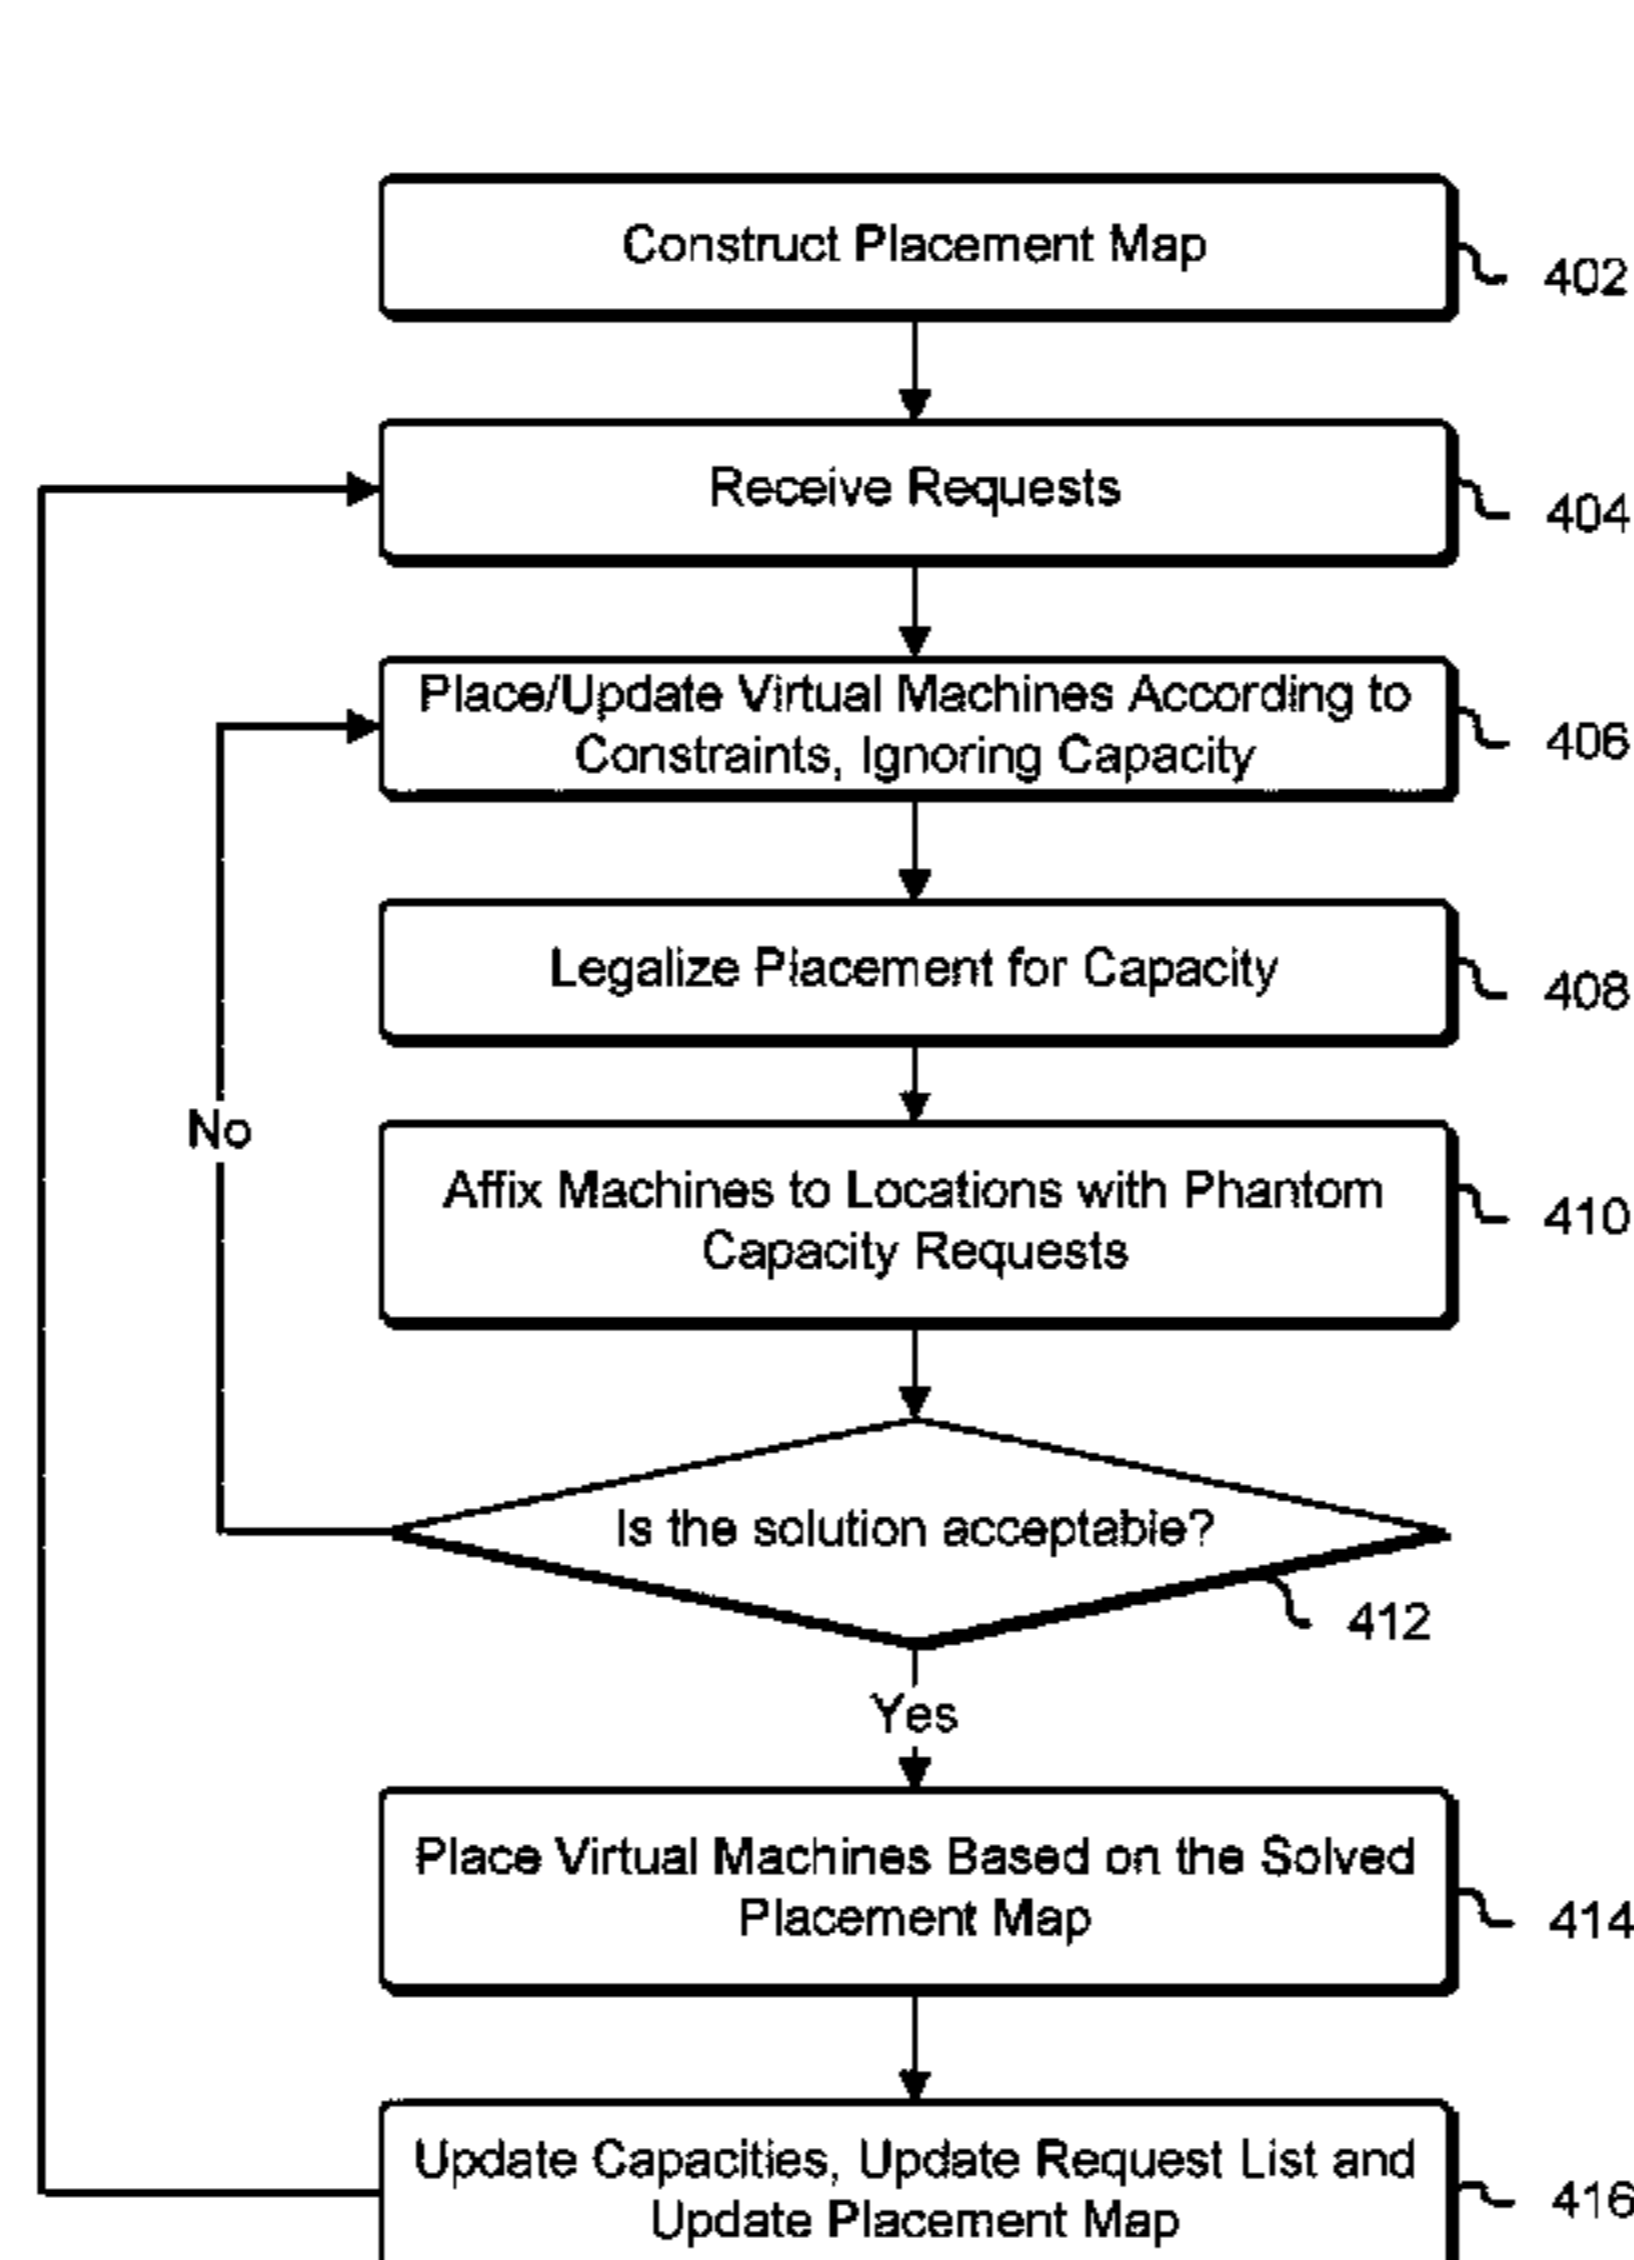 Construct Placement Map
402
Receive Requests
404
Place/Update Virtual Machines According to
Constraints, Ignoring Capacity
406
Legalize Placement for Capacity
408
No
Affix Machines to Locations with Phantom
Capacity Requests
410
Is the solution acceptable?
412
Yes
Place Virtual Machines Based on the Solved
Placement Map
414
Update Capacities, Update Request List and
Update Placement Map
416